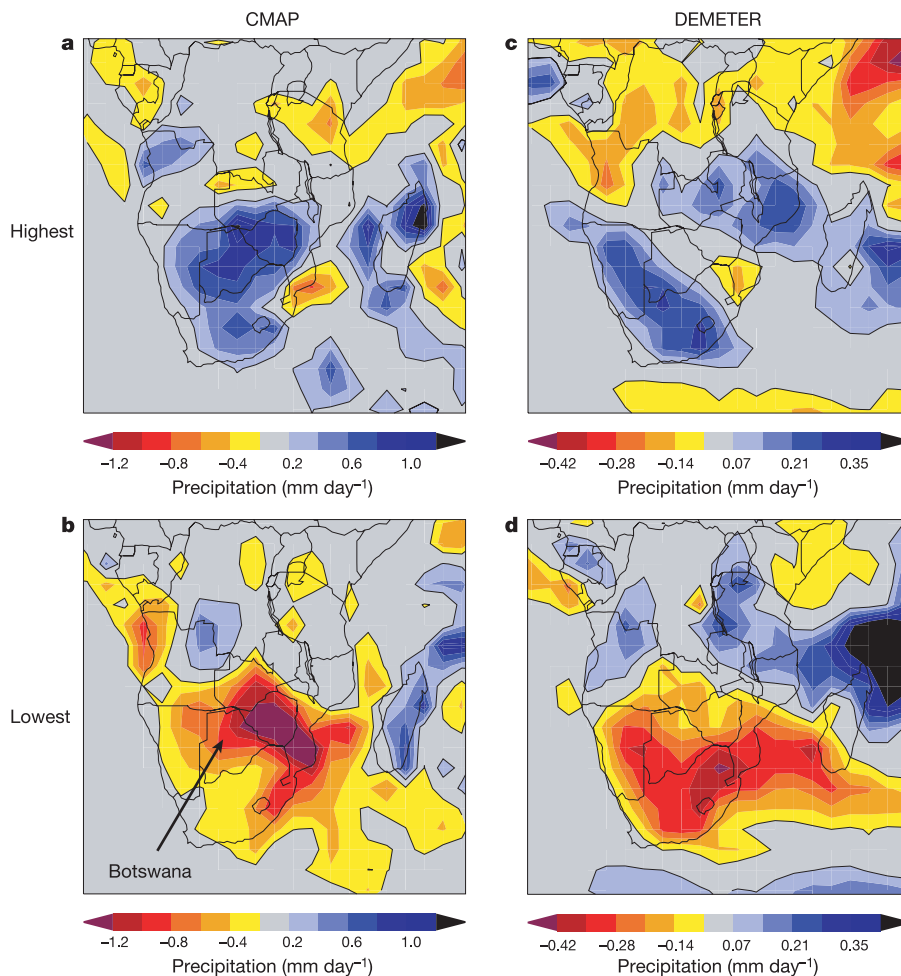 CMAP
DEMETER
a
c
Highest
−1.2 −0.8 −0.4 0.2 0.6 1.0
Precipitation (mm day⁻¹)
−0.42 −0.28 −0.14 0.07 0.21 0.35
Precipitation (mm day⁻¹)
b
d
Lowest
Botswana
−1.2 −0.8 −0.4 0.2 0.6 1.0
Precipitation (mm day⁻¹)
−0.42 −0.28 −0.14 0.07 0.21 0.35
Precipitation (mm day⁻¹)